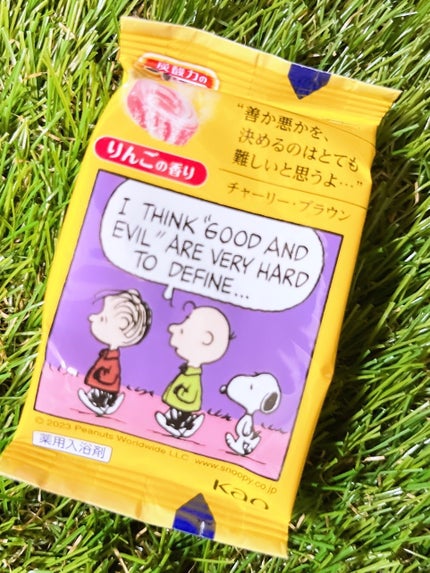 炭酸力の
りんごの香り
“善か悪かを、
決めるのはとても
難しいと思うよ…”
チャーリー・ブラウン
I THINK "GOOD AND
EVIL" ARE VERY HARD
TO DEFINE...
© 2023 Peanuts Worldwide LLC www.snoopy.co.jp
薬用入浴剤
Kao